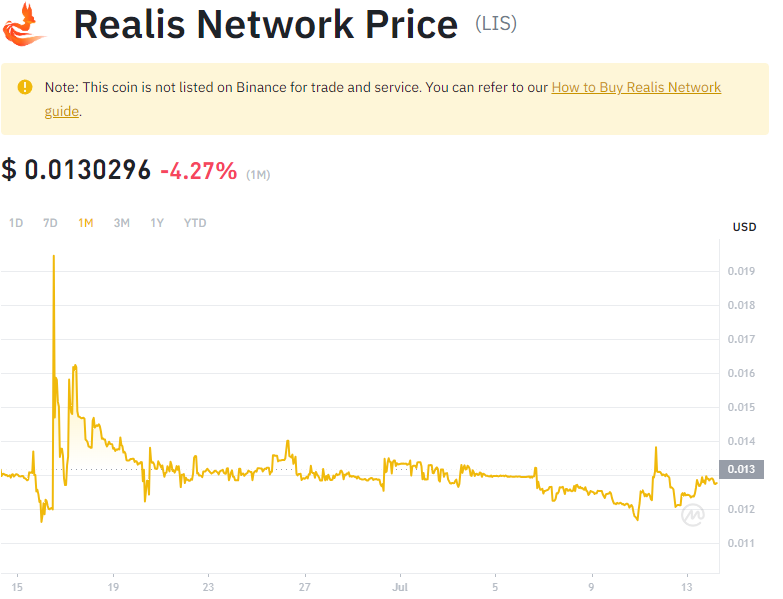 Realis Network Price (LIS)
Note: This coin is not listed on Binance for trade and service. You can refer to our How to Buy Realis Network
guide.
$ 0.0130296 -4.27% (1M)
1D 7D 1M 3M 1Y YTD
USD
0.019
0.018
0.017
0.016
0.015
0.014
0.013
0.012
0.011
15 19 23 27 Jul 5 9 13